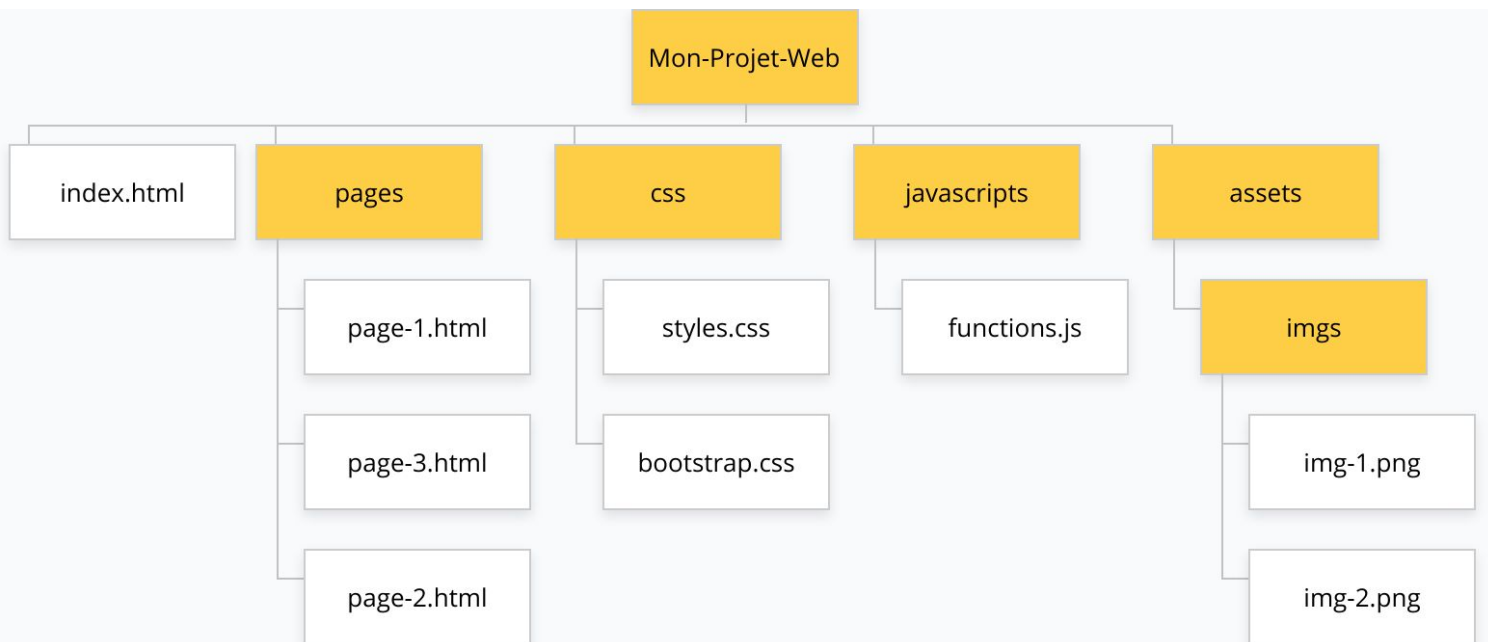 Mon-Projet-Web
index.html
pages
css
javascripts
assets
page-1.html
styles.css
functions.js
imgs
page-3.html
bootstrap.css
img-1.png
page-2.html
img-2.png